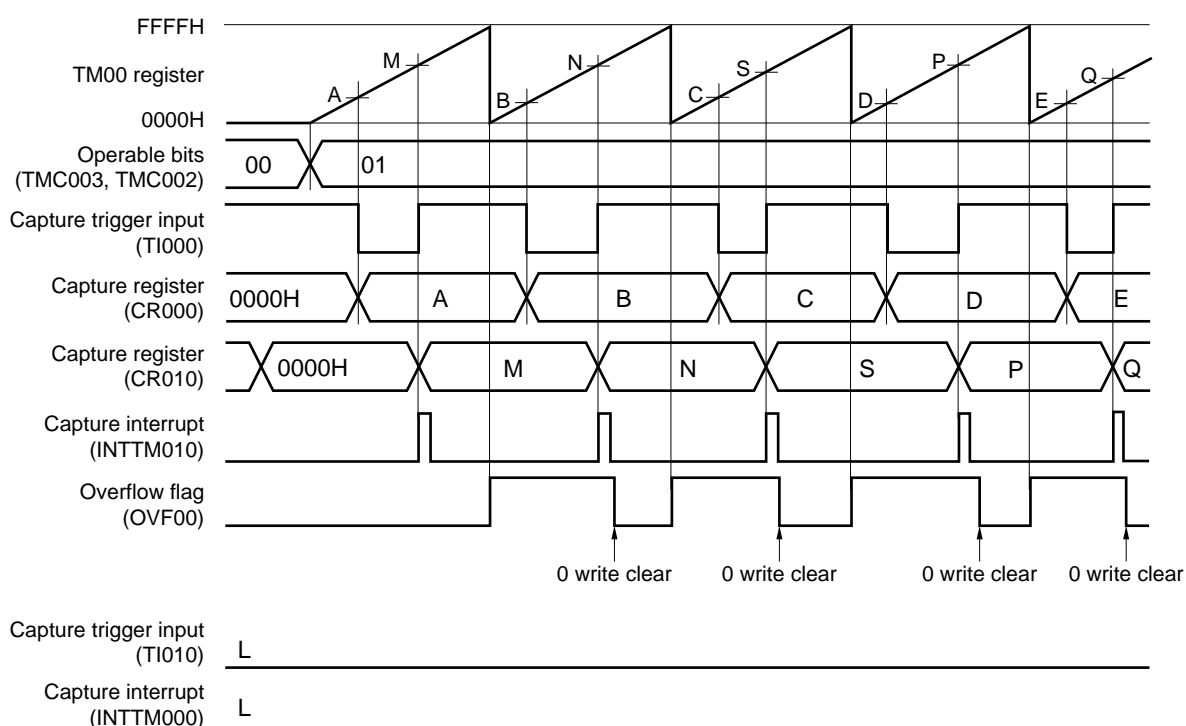 FFFFH
TM00 register
0000H
A M B N C S D P E Q
Operable bits
(TMC003, TMC002)
00 01
Capture trigger input
(TI000)
Capture register
(CR000)
0000H A B C D E
Capture register
(CR010)
0000H M N S P Q
Capture interrupt
(INTTM010)
Overflow flag
(OVF00)
0 write clear 0 write clear 0 write clear 0 write clear
Capture trigger input
(TI010)
L
Capture interrupt
(INTTM000)
L